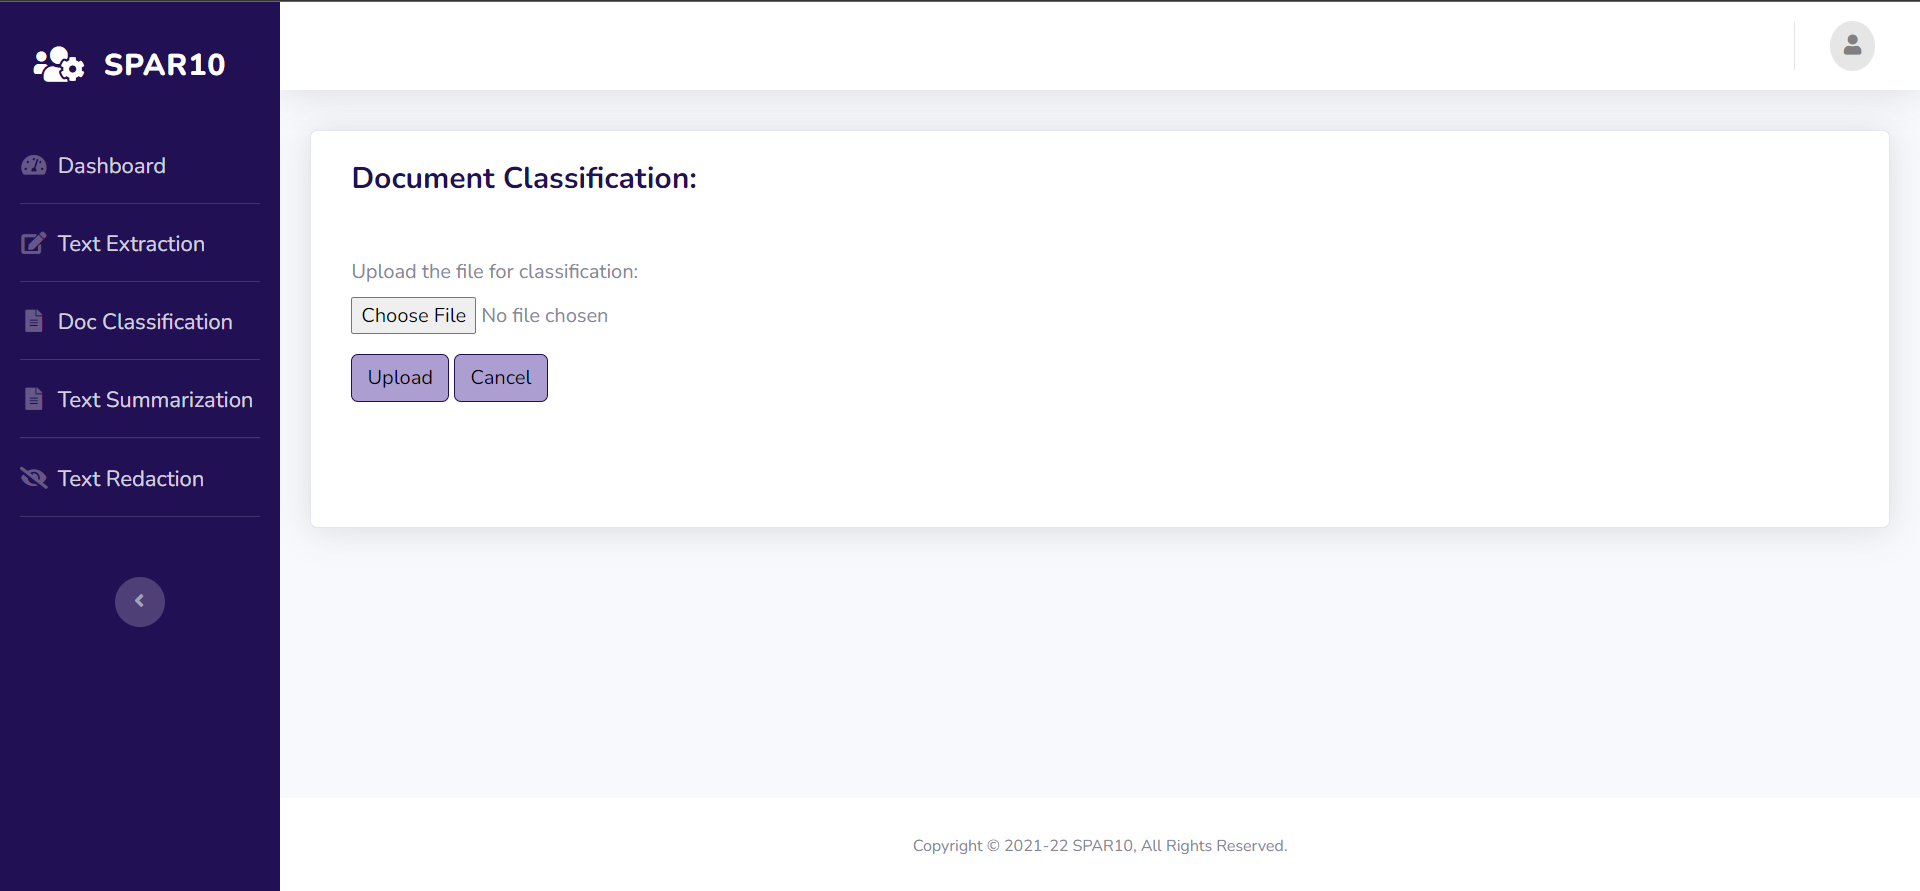 SPAR10
Dashboard
Text Extraction
Doc Classification
Text Summarization
Text Redaction
Document Classification:
Upload the file for classification:
Choose File No file chosen
Upload Cancel
Copyright © 2021-22 SPAR10, All Rights Reserved.